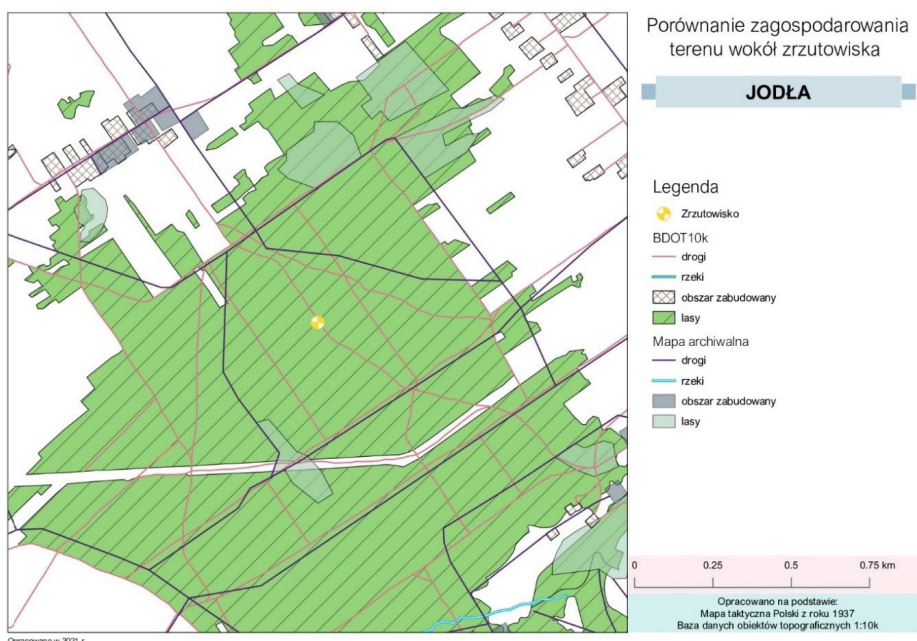 Porównanie zagospodarowania
terenu wokół zrzutowiska
JODŁA
Legenda
Zrzutowisko
BDOT10k
drogi
rzeki
obszar zabudowany
lasy
Mapa archiwalna
drogi
rzeki
obszar zabudowany
lasy
0 0.25 0.5 0.75 km
Opracowano na podstawie:
Mapa taktyczna Polski z roku 1937
Baza danych obiektów topograficznych 1:10k
Opracowano w 2021 r.